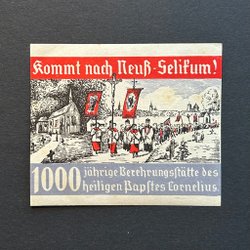 Kommt nach Neuß-Selikum!
1000 jährige Verehrungsstätte des
heiligen Papstes Cornelius.